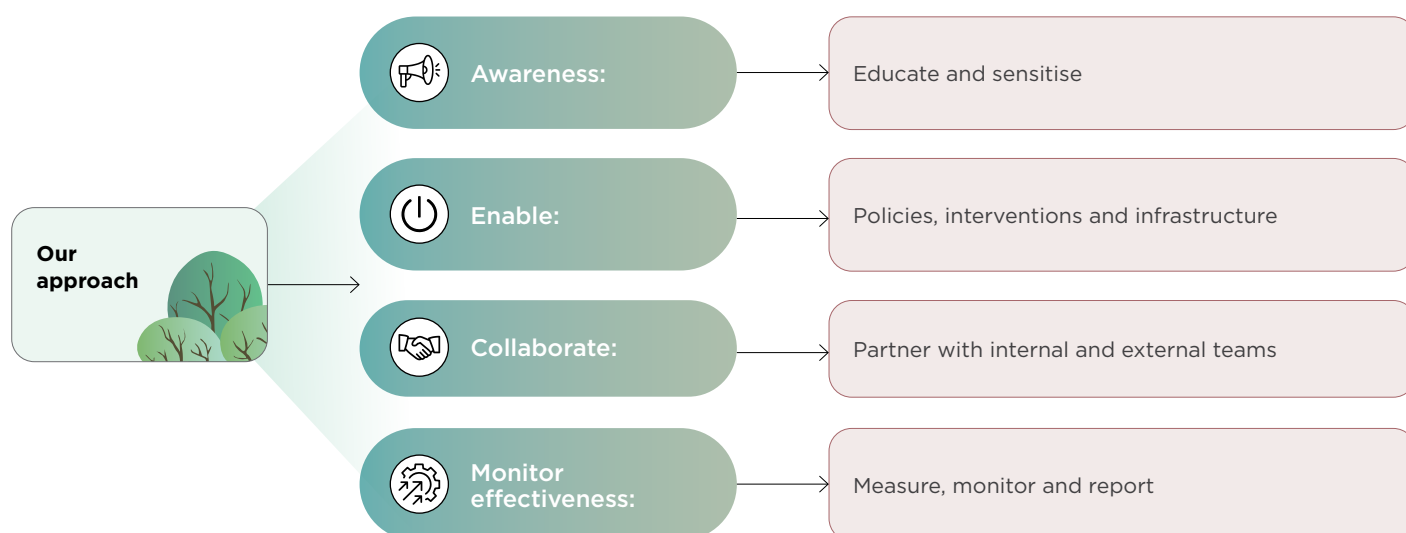 Our
approach
Awareness:
Educate and sensitise
Enable:
Policies, interventions and infrastructure
Collaborate:
Partner with internal and external teams
Monitor
effectiveness:
Measure, monitor and report